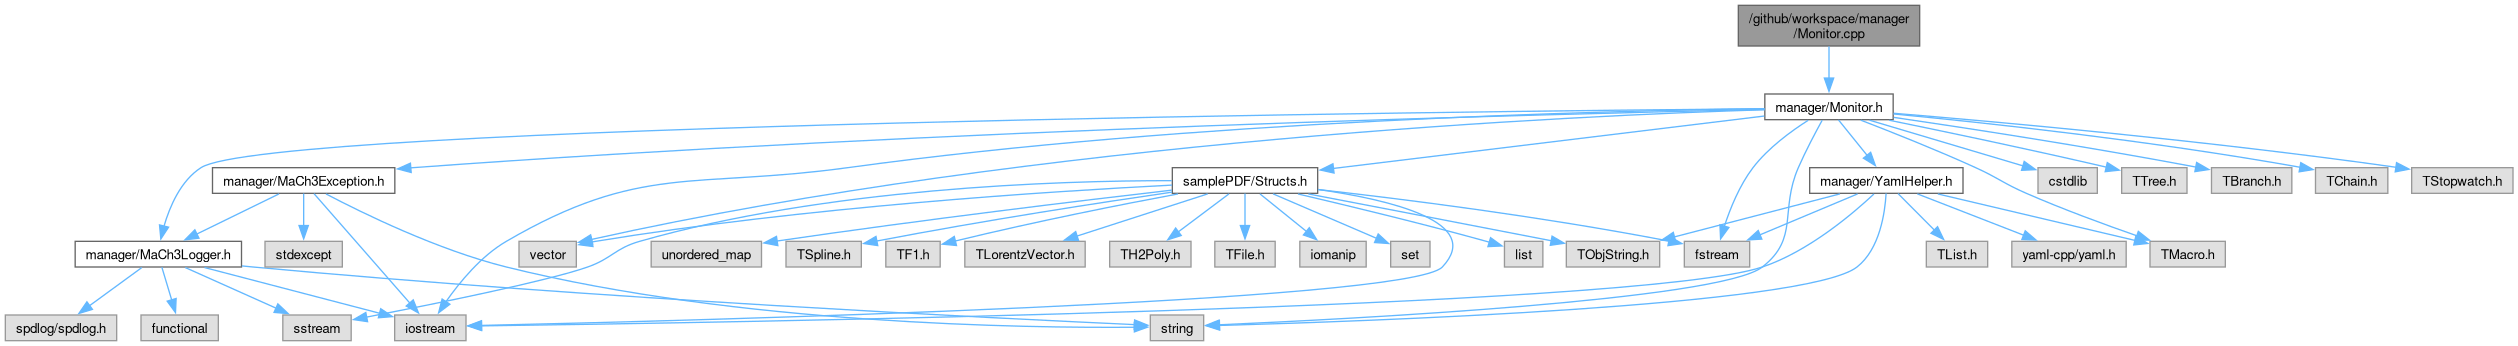 /github/workspace/manager
/Monitor.cpp
manager/Monitor.h
manager/MaCh3Exception.h
samplePDF/Structs.h
manager/YamlHelper.h
cstdlib
TTree.h
TBranch.h
TChain.h
TStopwatch.h
manager/MaCh3Logger.h
stdexcept
vector
unordered_map
TSpline.h
TF1.h
TLorentzVector.h
TH2Poly.h
TFile.h
iomanip
set
list
TObjString.h
fstream
TList.h
yaml-cpp/yaml.h
TMacro.h
spdlog/spdlog.h
functional
sstream
iostream
string